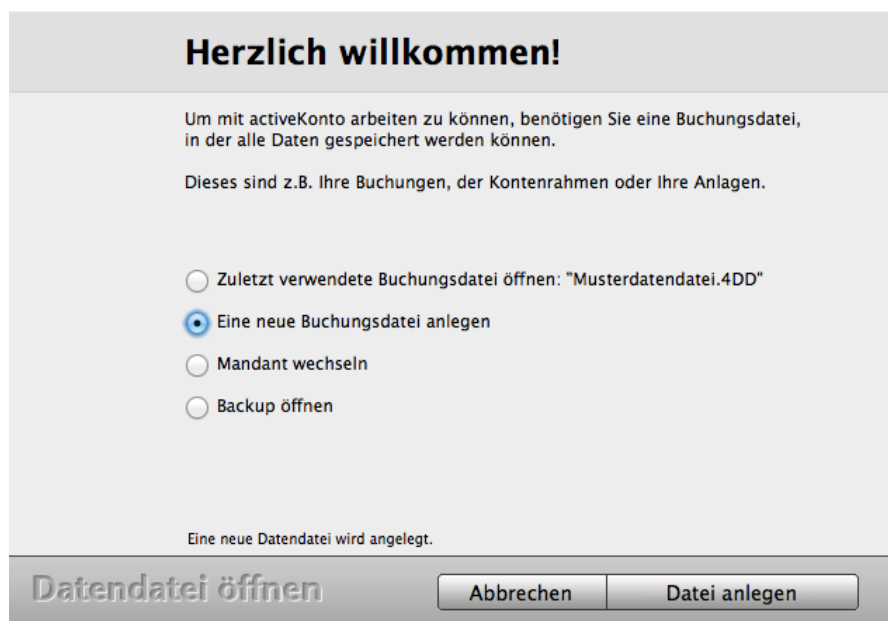 Herzlich willkommen!
Um mit activeKonto arbeiten zu können, benötigen Sie eine Buchungsdatei,
in der alle Daten gespeichert werden können.
Dieses sind z.B. Ihre Buchungen, der Kontenrahmen oder Ihre Anlagen.
Zuletzt verwendete Buchungsdatei öffnen: "Musterdatendatei.4DD"
Eine neue Buchungsdatei anlegen
Mandant wechseln
Backup öffnen
Eine neue Datendatei wird angelegt.
Datendatei öffnen
Abbrechen
Datei anlegen